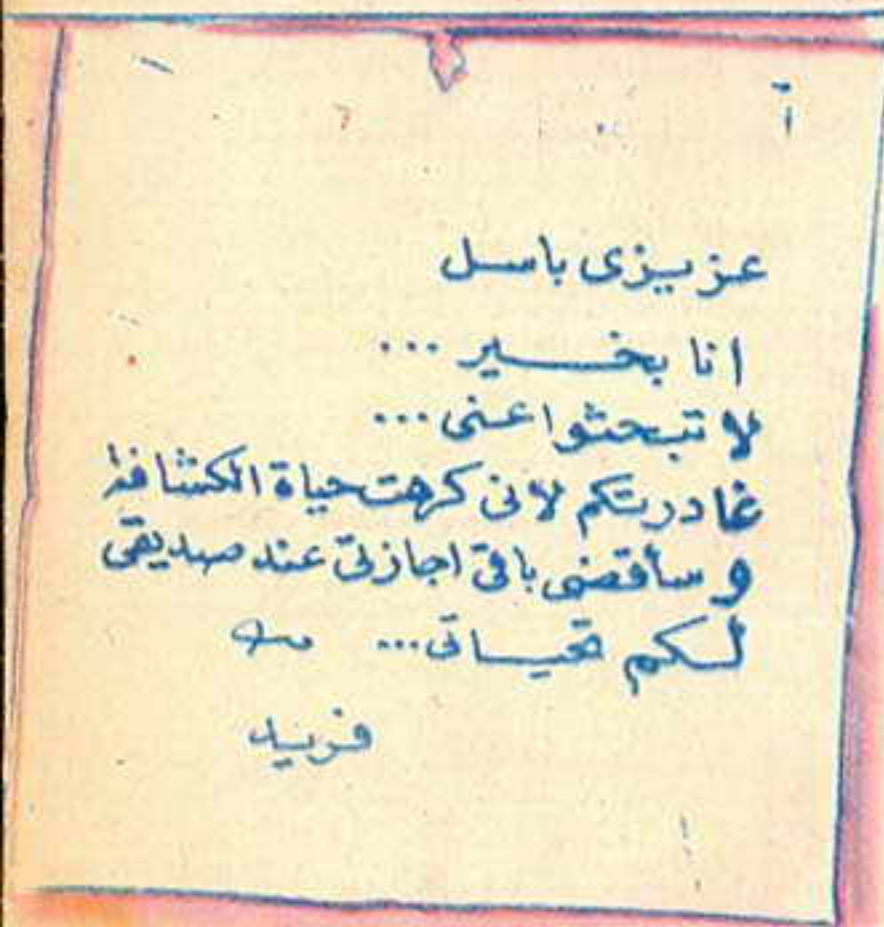 عزيزى باسل
انا بخير ...
لا تبحثوا عنى ...
غادرتكم لانى كرهت حياة الكشافة
و سأقضى باقى اجازتى عند صديقى
لكم تحياتى ...
فريد